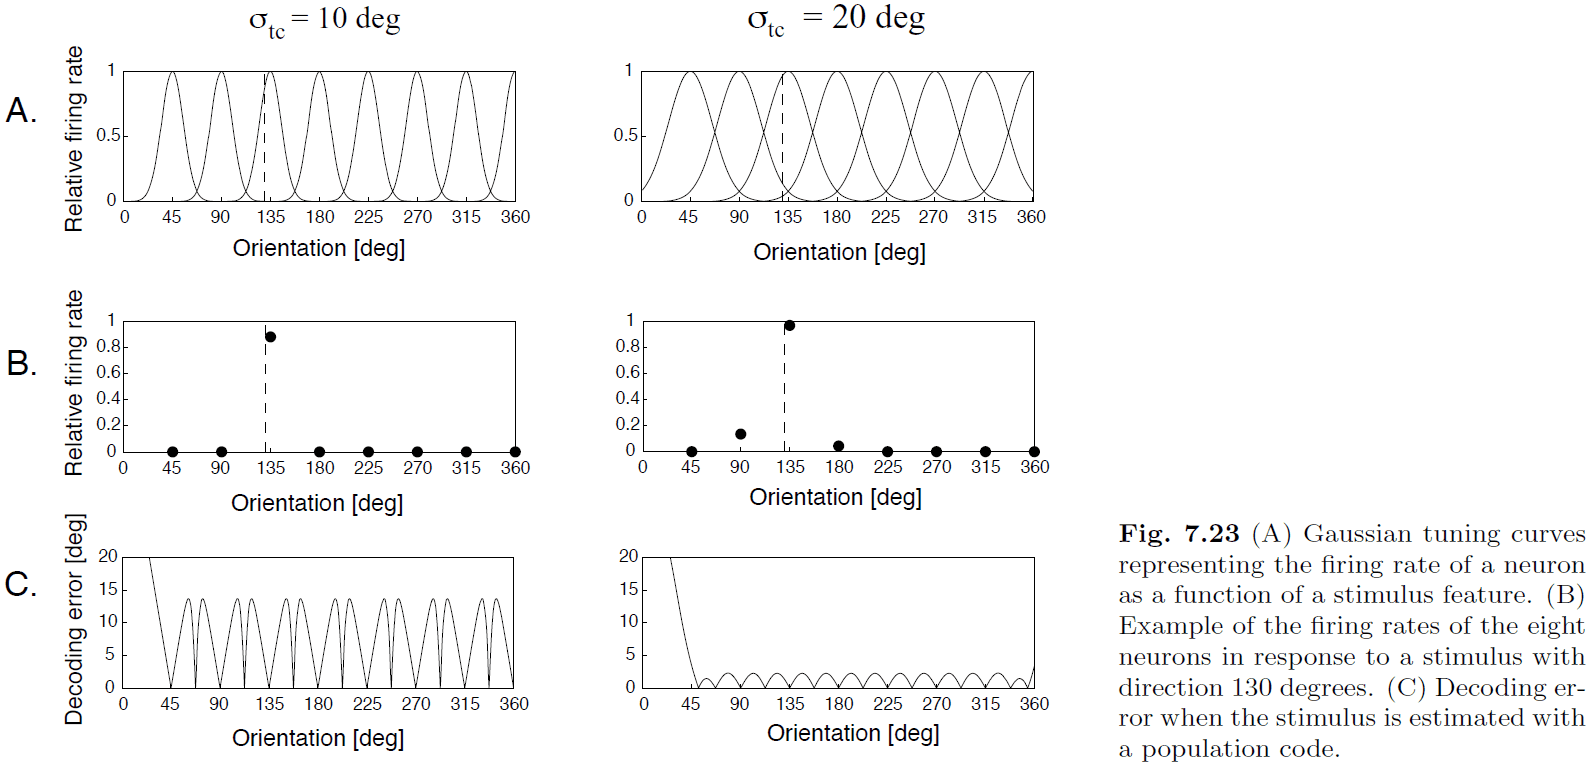 σtc = 10 deg
σtc = 20 deg
A.
Relative firing rate
1
0.5
0
0 45 90 135 180 225 270 315 360
Orientation [deg]
1
0.5
0
0 45 90 135 180 225 270 315 360
Orientation [deg]
B.
Relative firing rate
1
0.8
0.6
0.4
0.2
0
0 45 90 135 180 225 270 315 360
Orientation [deg]
1
0.8
0.6
0.4
0.2
0
0 45 90 135 180 225 270 315 360
Orientation [deg]
C.
Decoding error [deg]
20
15
10
5
0
0 45 90 135 180 225 270 315 360
Orientation [deg]
20
15
10
5
0
0 45 90 135 180 225 270 315 360
Orientation [deg]
Fig. 7.23 (A) Gaussian tuning curves
representing the firing rate of a neuron
as a function of a stimulus feature. (B)
Example of the firing rates of the eight
neurons in response to a stimulus with
direction 130 degrees. (C) Decoding er-
ror when the stimulus is estimated with
a population code.